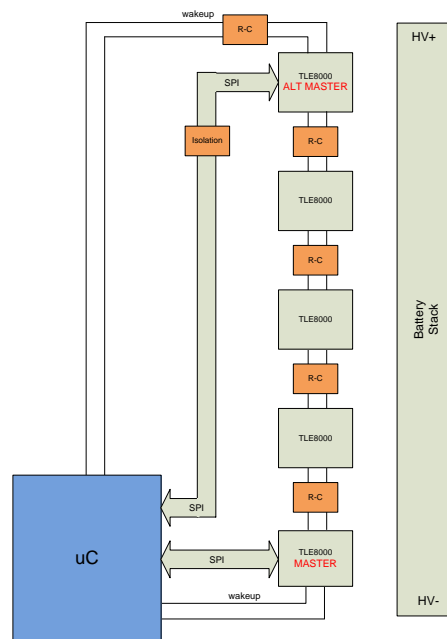 wakeup
R-C
HV+
TLE8000
ALT MASTER
SPI
Isolation
R-C
TLE8000
R-C
TLE8000
Battery
Stack
R-C
TLE8000
R-C
SPI
uC
TLE8000
MASTER
SPI
wakeup
HV-